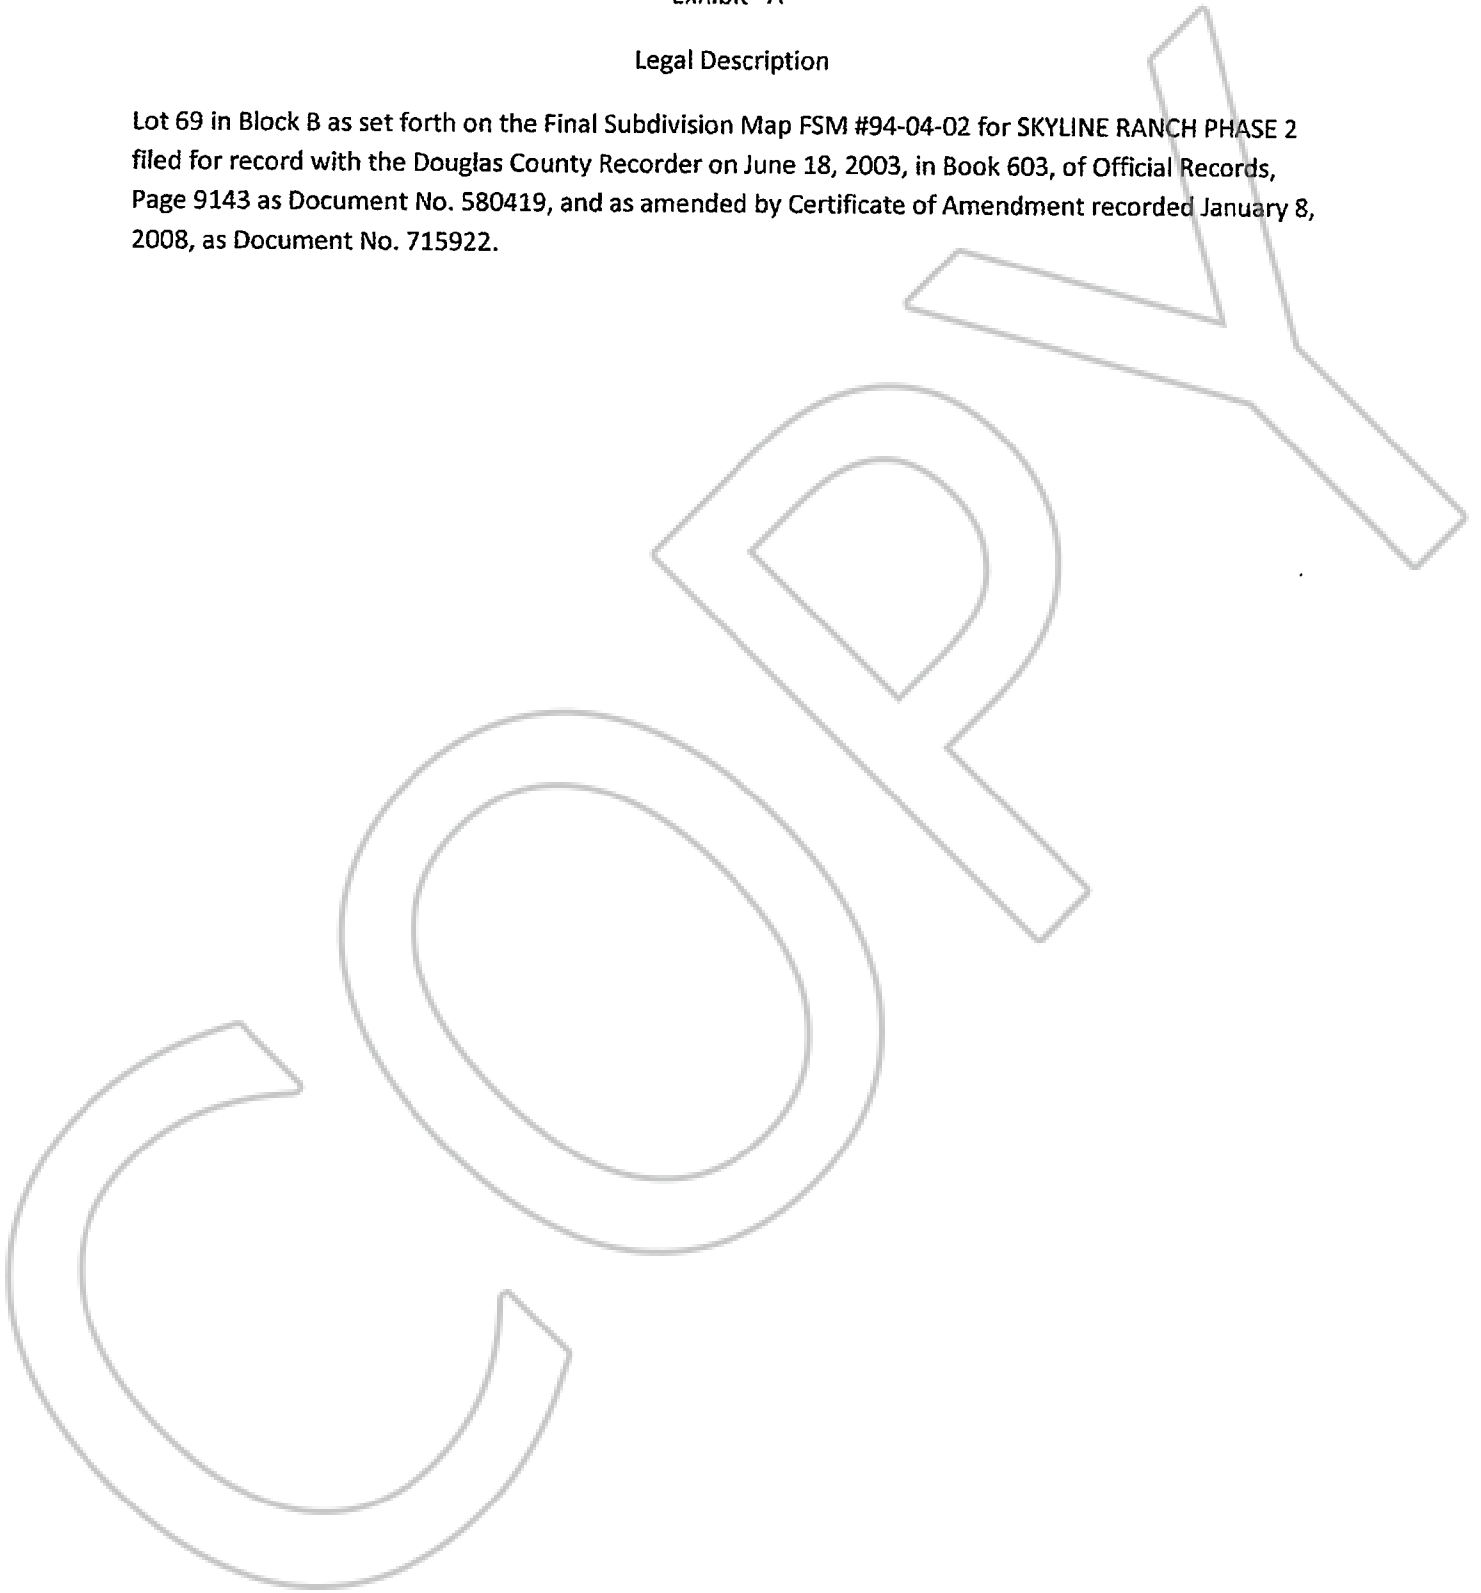 Legal Description
Lot 69 in Block B as set forth on the Final Subdivision Map FSM #94-04-02 for SKYLINE RANCH PHASE 2
filed for record with the Douglas County Recorder on June 18, 2003, in Book 603, of Official Records,
Page 9143 as Document No. 580419, and as amended by Certificate of Amendment recorded January 8,
2008, as Document No. 715922.
COPY